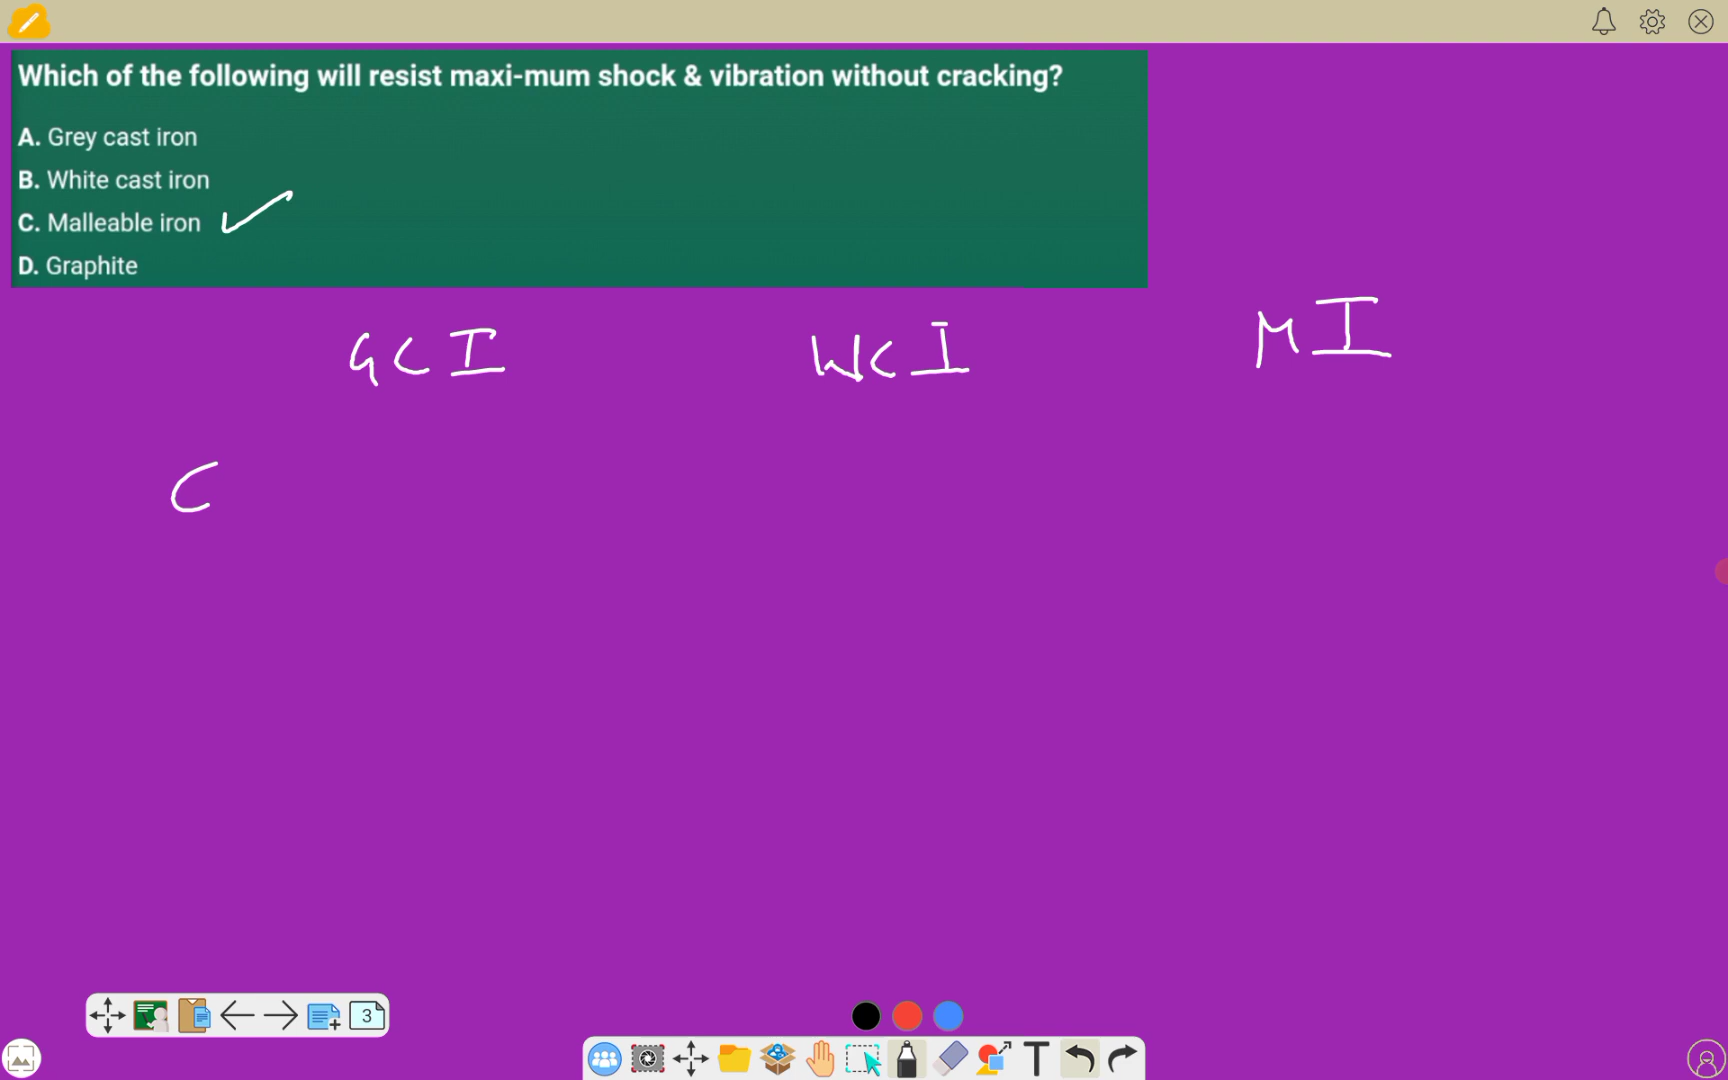 Which of the following will resist maxi-mum shock & vibration without cracking?
A. Grey cast iron
B. White cast iron
C. Malleable iron
D. Graphite
GCI WCI MI
C
3
T